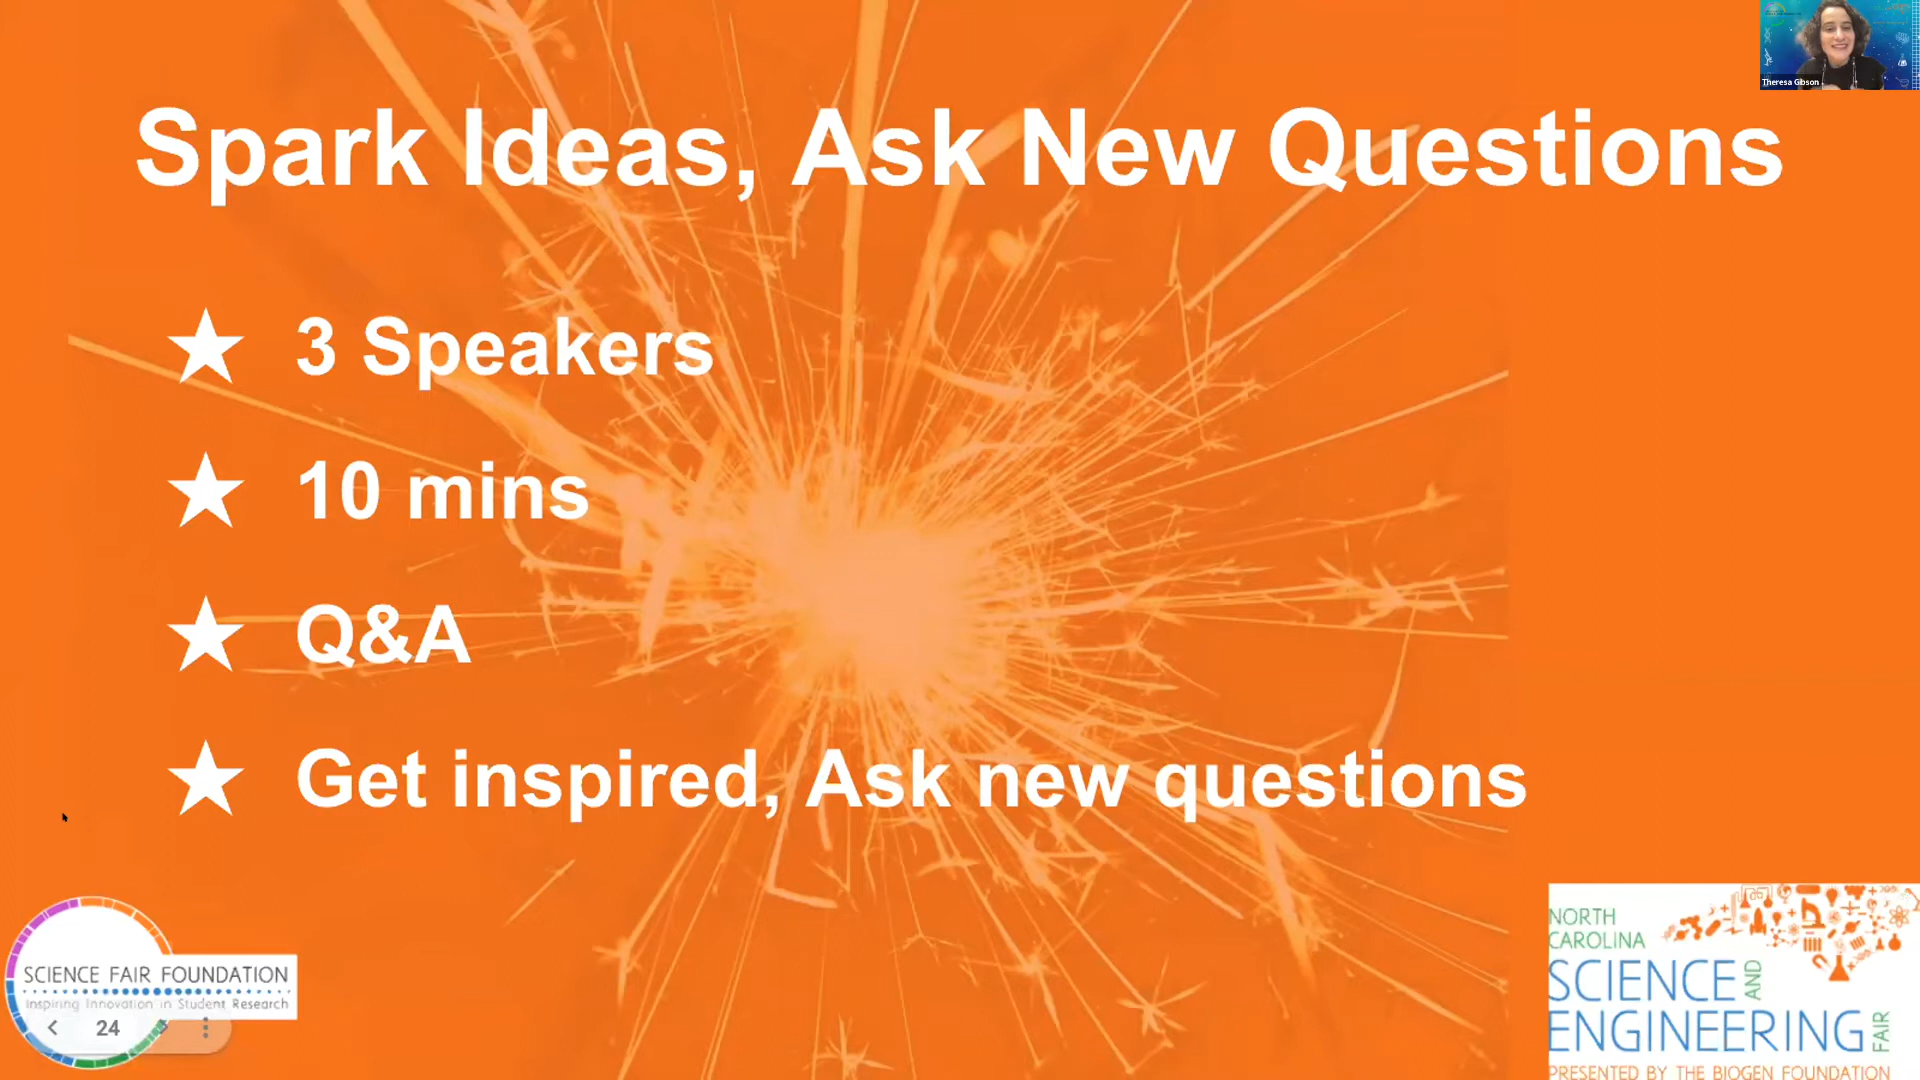 Theresa Gibson
Spark Ideas, Ask New Questions
★ 3 Speakers
★ 10 mins
★ Q&A
★ Get inspired, Ask new questions
SCIENCE FAIR FOUNDATION
Inspiring Innovation in Student Research
24
NORTH
CAROLINA
SCIENCE AND
ENGINEERING FAIR
PRESENTED BY THE BIOGEN FOUNDATION